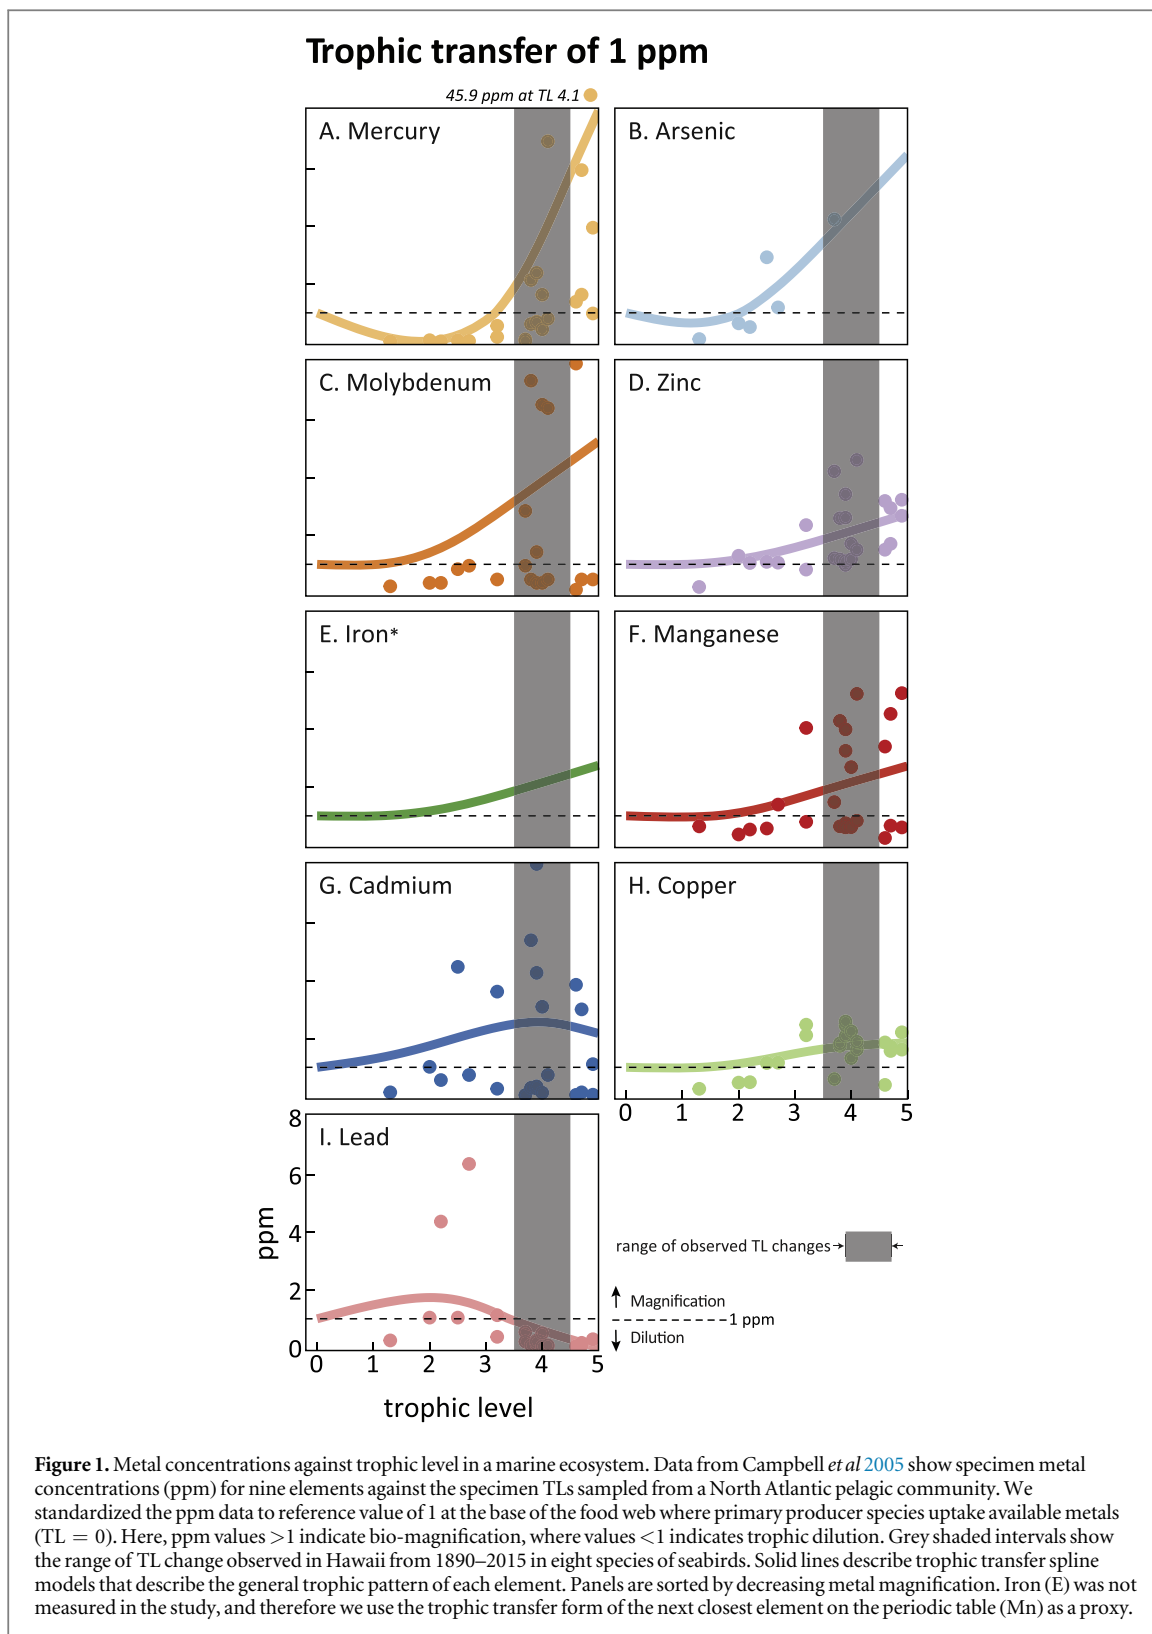 Trophic transfer of 1 ppm
45.9 ppm at TL 4.1
A. Mercury
B. Arsenic
C. Molybdenum
D. Zinc
E. Iron*
F. Manganese
G. Cadmium
H. Copper
0 1 2 3 4 5
I. Lead
8
6
4
2
0
ppm
0 1 2 3 4 5
trophic level
range of observed TL changes
Magnification
1 ppm
Dilution
Figure 1. Metal concentrations against trophic level in a marine ecosystem. Data from Campbell et al 2005 show specimen metal
concentrations (ppm) for nine elements against the specimen TLs sampled from a North Atlantic pelagic community. We
standardized the ppm data to reference value of 1 at the base of the food web where primary producer species uptake available metals
(TL = 0). Here, ppm values >1 indicate bio-magnification, where values <1 indicates trophic dilution. Grey shaded intervals show
the range of TL change observed in Hawaii from 1890–2015 in eight species of seabirds. Solid lines describe trophic transfer spline
models that describe the general trophic pattern of each element. Panels are sorted by decreasing metal magnification. Iron (E) was not
measured in the study, and therefore we use the trophic transfer form of the next closest element on the periodic table (Mn) as a proxy.